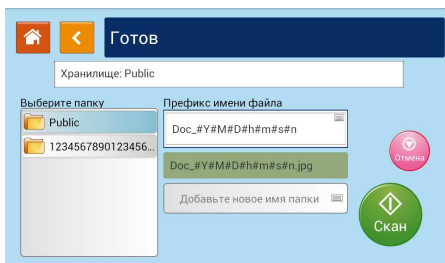 Готов
Хранилище: Public
Выберите папку
Префикс имени файла
Public
1234567890123456...
Doc_#Y#M#D#h#m#s#n
Doc_#Y#M#D#h#m#s#n.jpg
Добавьте новое имя папки
Отмена
Скан